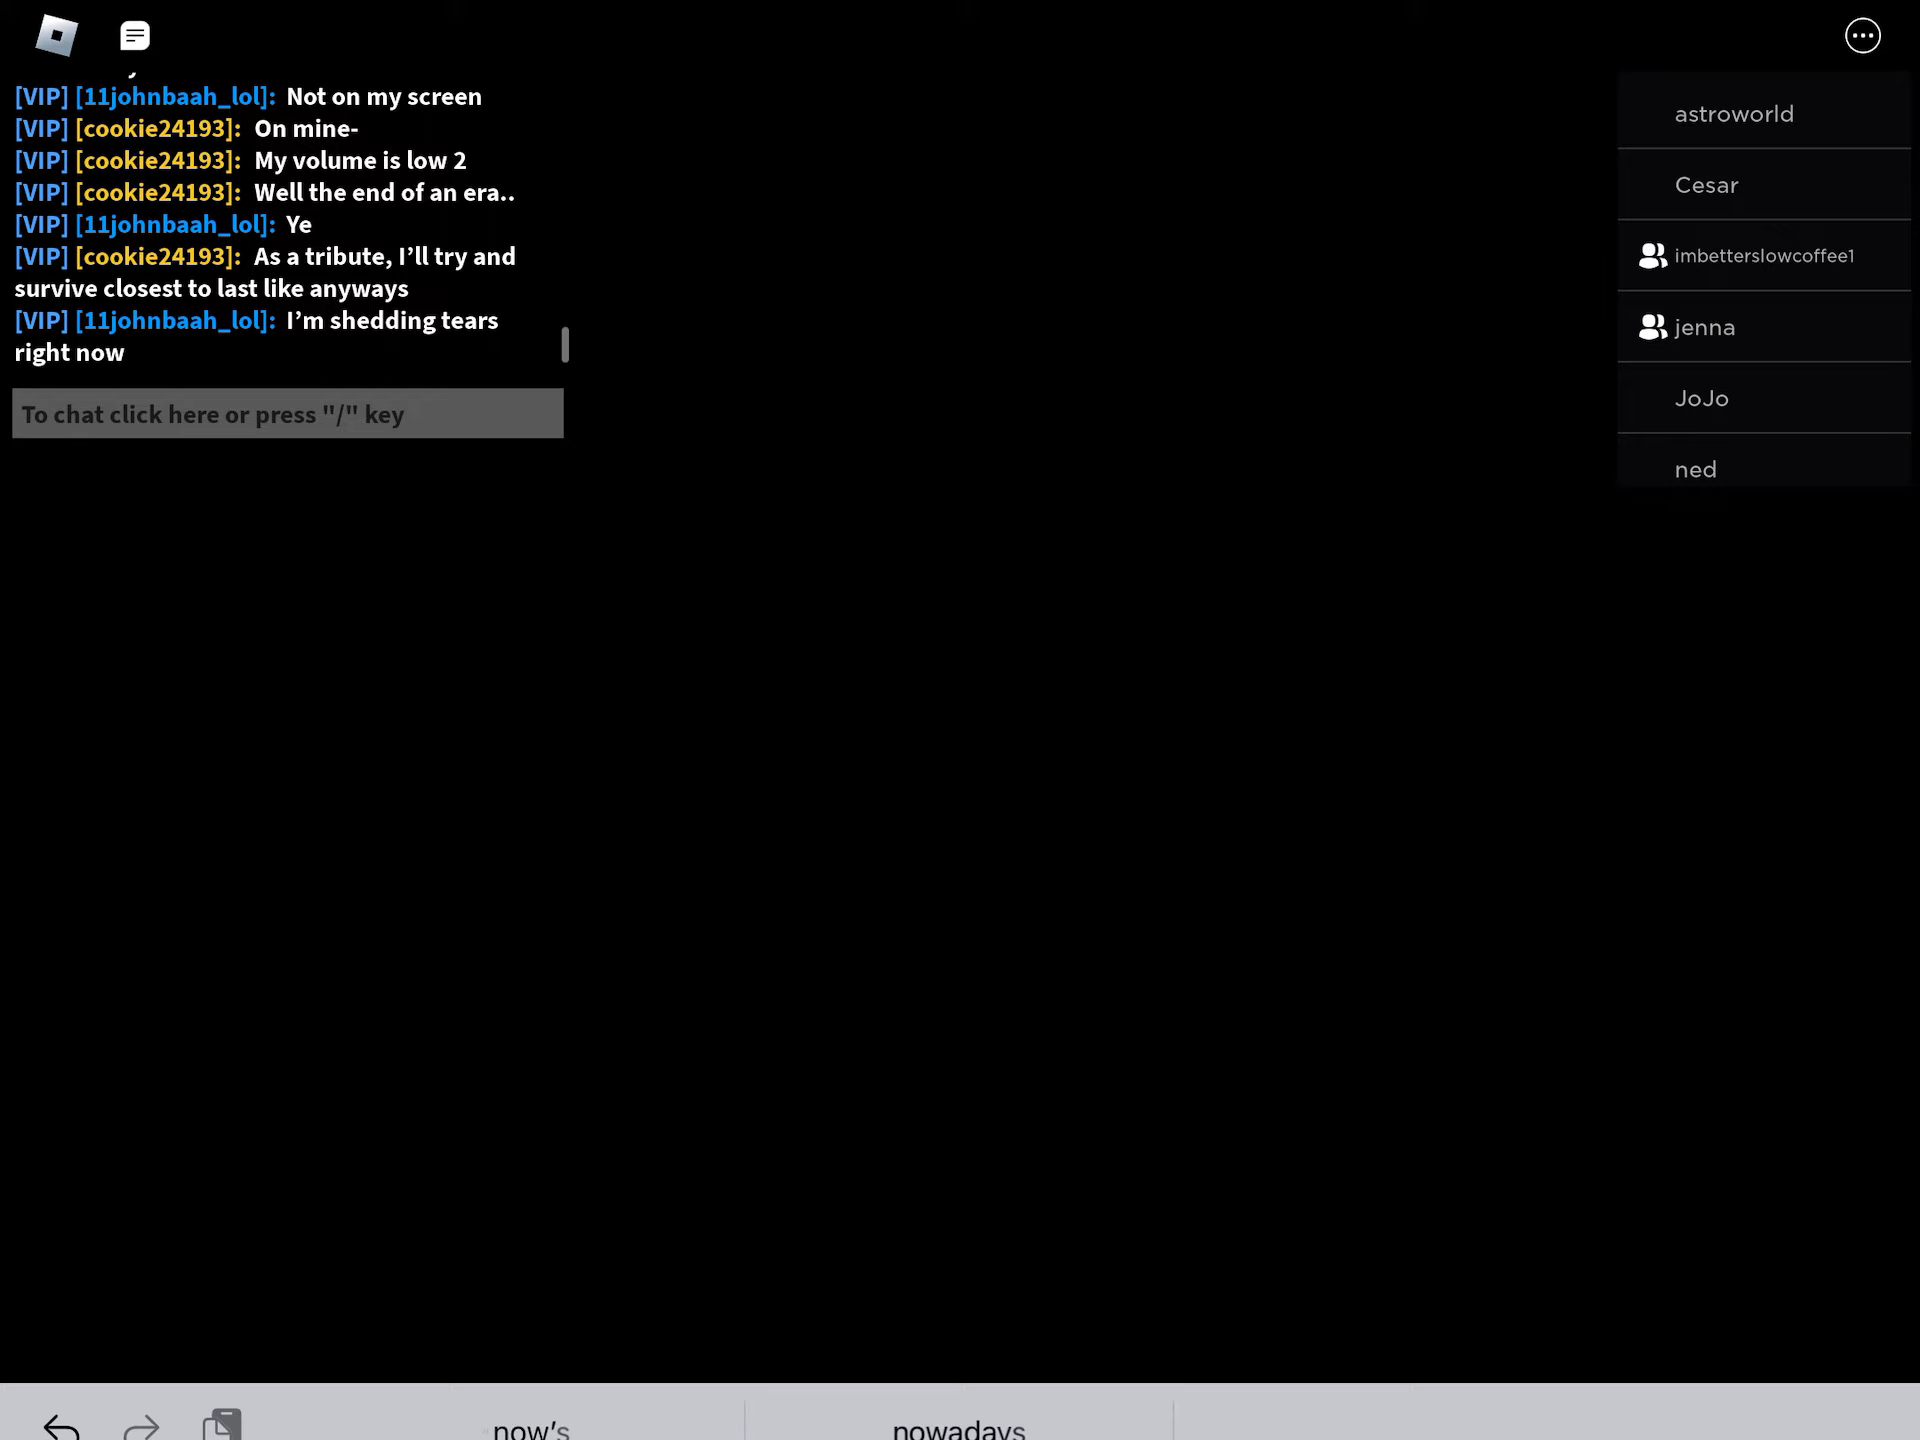 [VIP] [11johnbaah_lol]: Not on my screen
[VIP] [cookie24193]: On mine-
[VIP] [cookie24193]: My volume is low 2
[VIP] [cookie24193]: Well the end of an era..
[VIP] [11johnbaah_lol]: Ye
[VIP] [cookie24193]: As a tribute, I’ll try and
survive closest to last like anyways
[VIP] [11johnbaah_lol]: I’m shedding tears
right now
To chat click here or press "/" key
astroworld
Cesar
imbetterslowcoffee1
jenna
JoJo
ned
now’s
nowadays